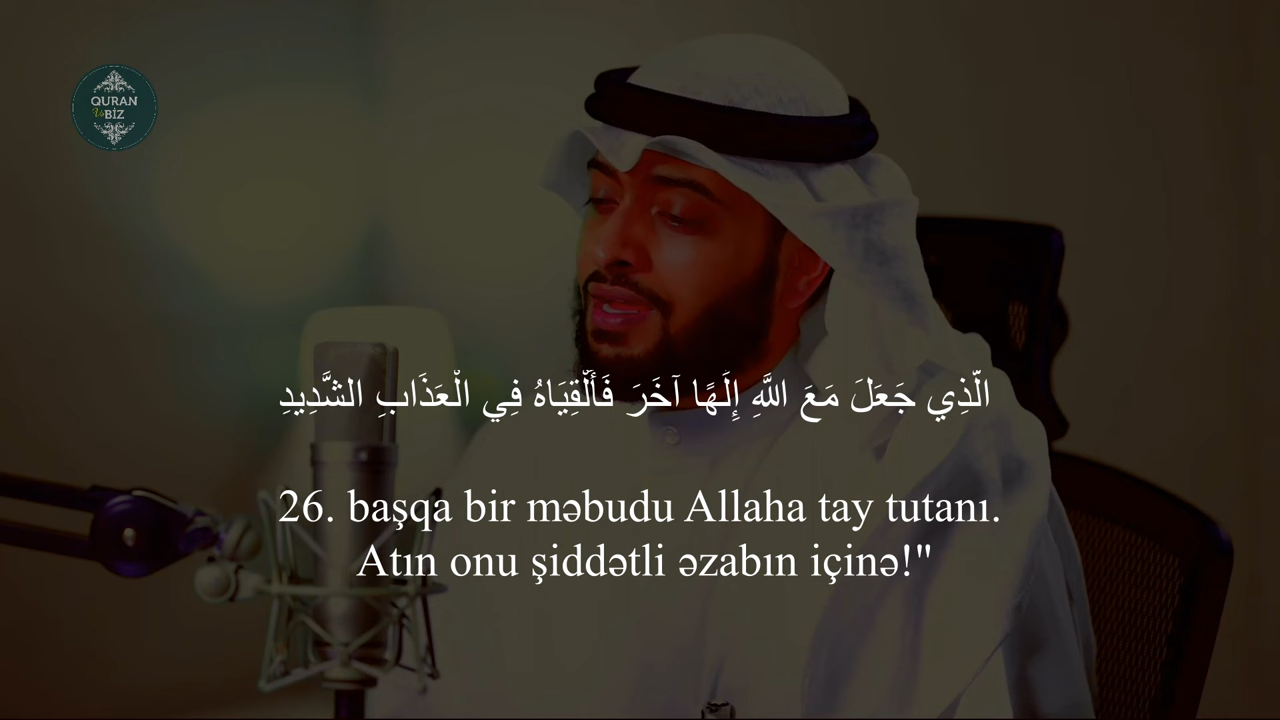 QURAN
Və BİZ
الَّذِي جَعَلَ مَعَ اللَّهِ إِلَٰهًا آخَرَ فَأَلْقِيَاهُ فِي الْعَذَابِ الشَّدِيدِ
26. başqa bir məbudu Allaha tay tutanı.
Atın onu şiddətli əzabın içinə!"